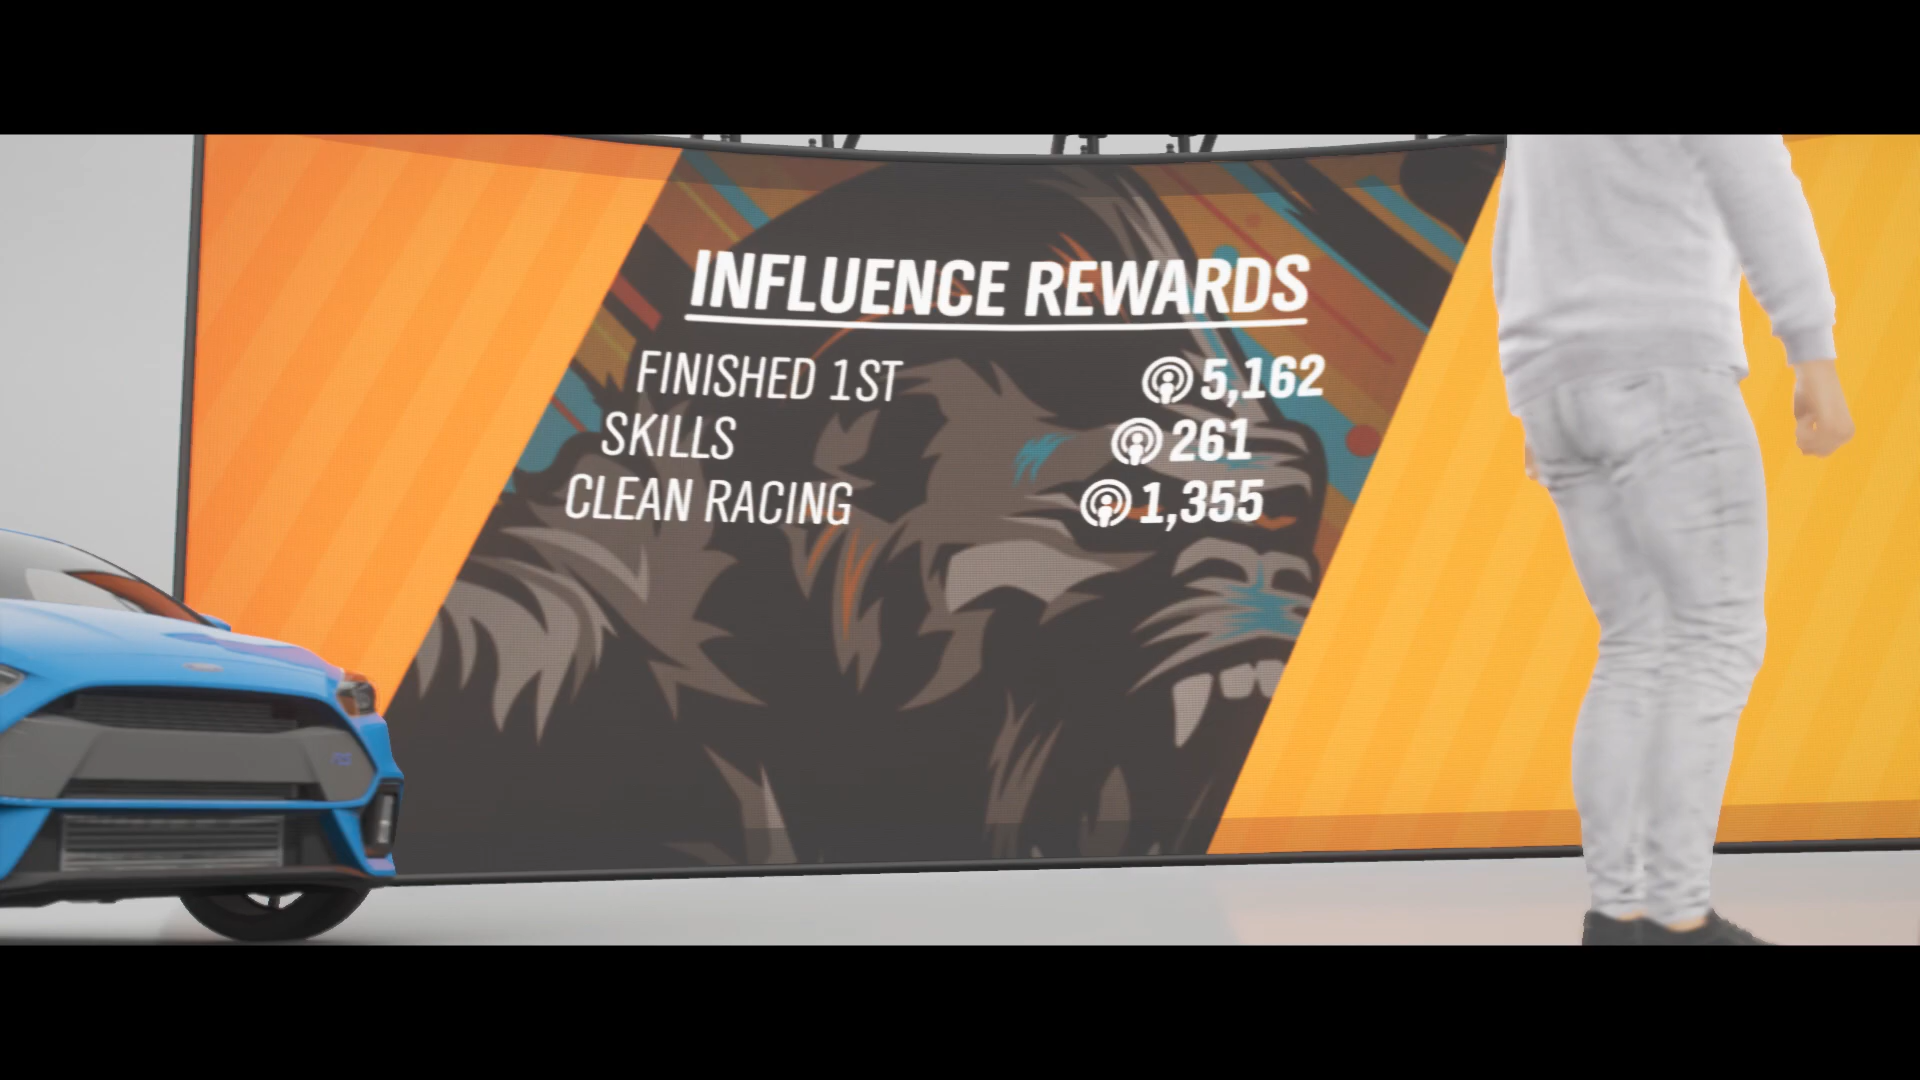 INFLUENCE REWARDS
FINISHED 1ST 5,162
SKILLS 261
CLEAN RACING 1,355